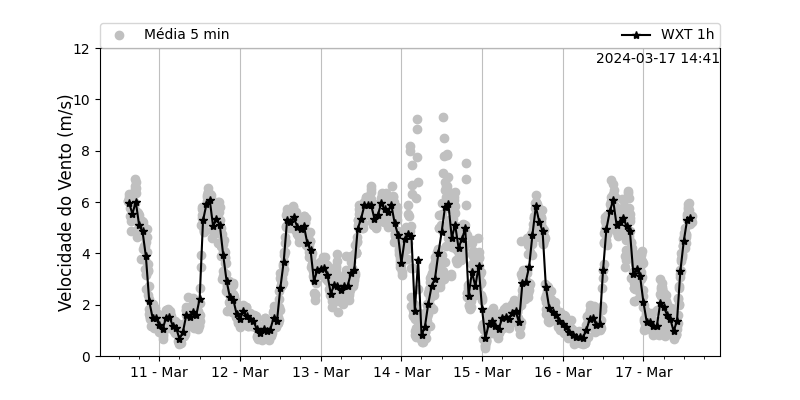 Média 5 min
WXT 1h
2024-03-17 14:41
Velocidade do Vento (m/s)
12
10
8
6
4
2
0
11 - Mar 12 - Mar 13 - Mar 14 - Mar 15 - Mar 16 - Mar 17 - Mar